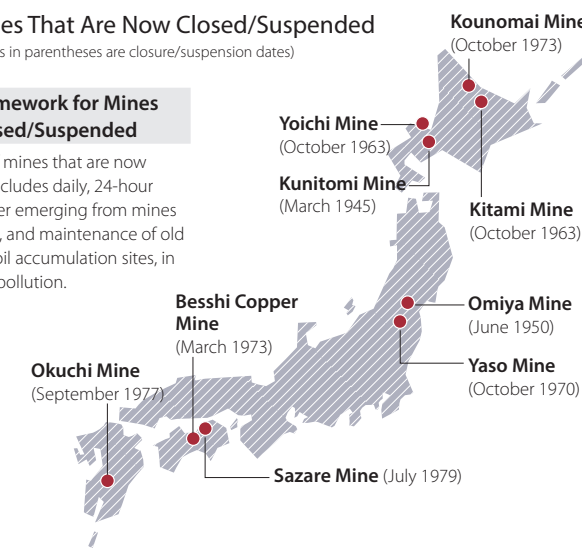 es That Are Now Closed/Suspended
s in parentheses are closure/suspension dates)
mework for Mines
sed/Suspended
mines that are now
cludes daily, 24-hour
er emerging from mines
, and maintenance of old
oil accumulation sites, in
pollution.
Kounomai Mine
(October 1973)
Yoichi Mine
(October 1963)
Kunitomi Mine
(March 1945)
Kitami Mine
(October 1963)
Omiya Mine
(June 1950)
Yaso Mine
(October 1970)
Besshi Copper
Mine
(March 1973)
Okuchi Mine
(September 1977)
Sazare Mine (July 1979)